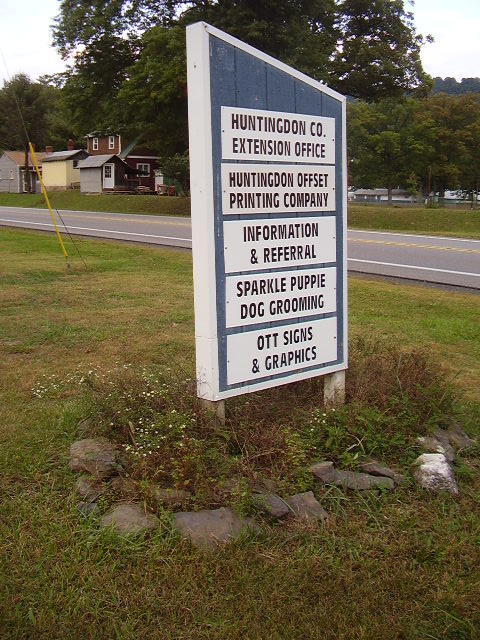 HUNTINGDON CO.
EXTENSION OFFICE
HUNTINGDON OFFSET
PRINTING COMPANY
INFORMATION
& REFERRAL
SPARKLE PUPPIE
DOG GROOMING
OTT SIGNS
& GRAPHICS